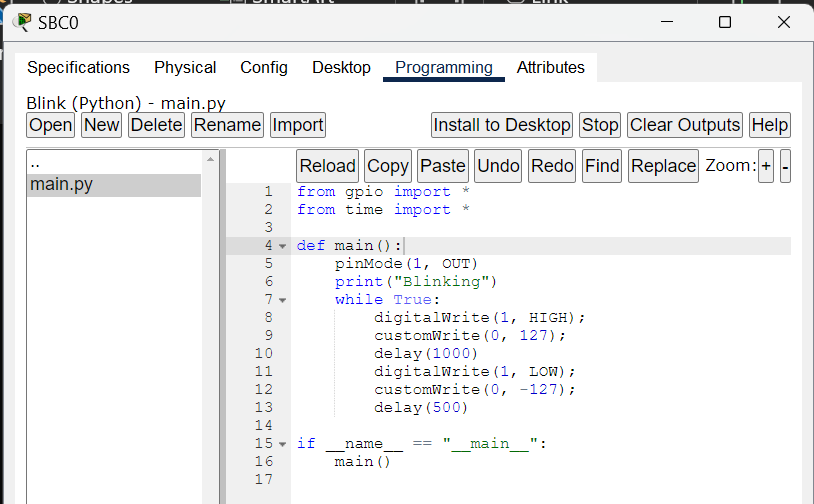 SBC0
Specifications Physical Config Desktop Programming Attributes
Blink (Python) - main.py
Open New Delete Rename Import Install to Desktop Stop Clear Outputs Help
..
main.py
Reload Copy Paste Undo Redo Find Replace Zoom: + -
1 from gpio import *
2 from time import *
3
4 def main():
5 pinMode(1, OUT)
6 print("Blinking")
7 while True:
8 digitalWrite(1, HIGH);
9 customWrite(0, 127);
10 delay(1000)
11 digitalWrite(1, LOW);
12 customWrite(0, -127);
13 delay(500)
14
15 if __name__ == "__main__":
16 main()
17